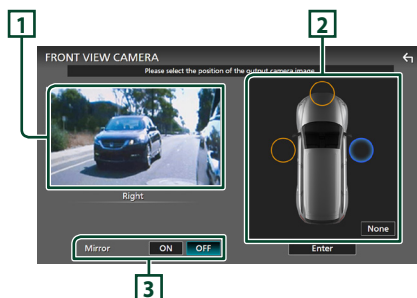 1
2
FRONT VIEW CAMERA
Please select the position of the output camera image.
Right
None
Mirror ON OFF
Enter
3